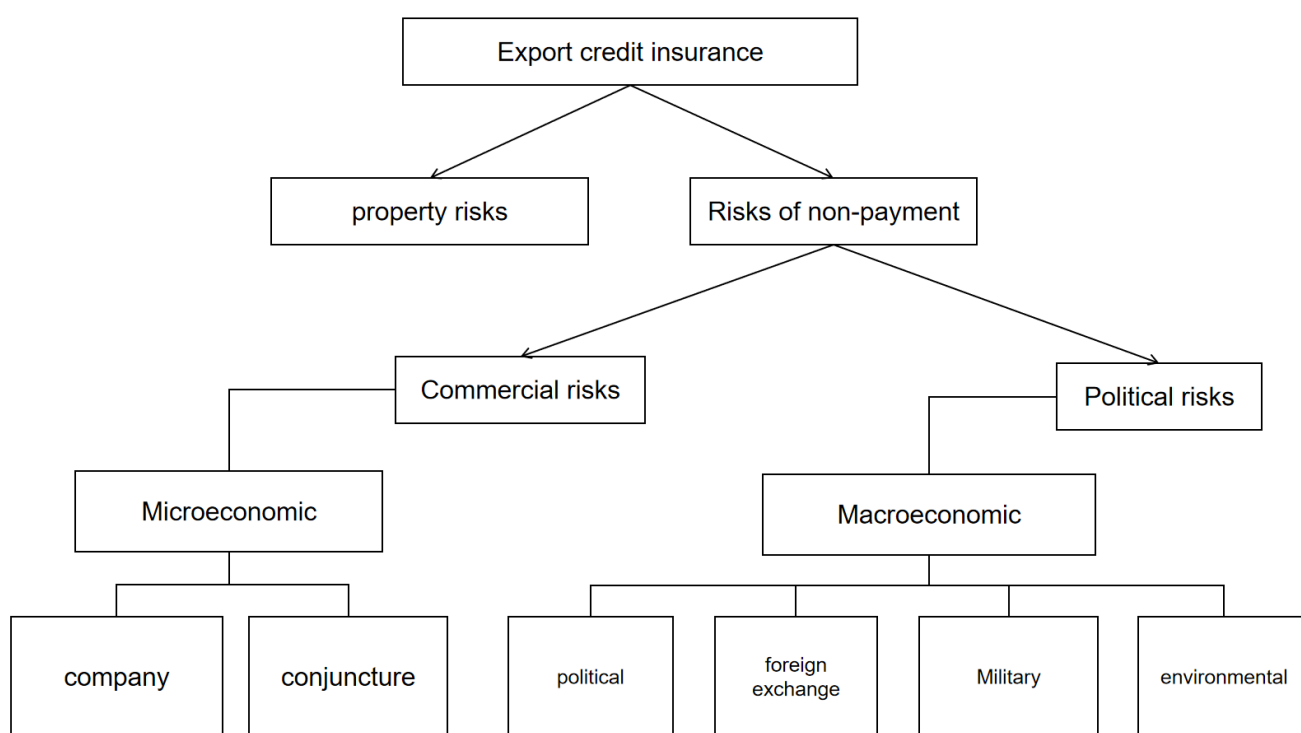 Export credit insurance
property risks
Risks of non-payment
Commercial risks
Political risks
Microeconomic
Macroeconomic
company
conjuncture
political
foreign
exchange
Military
environmental